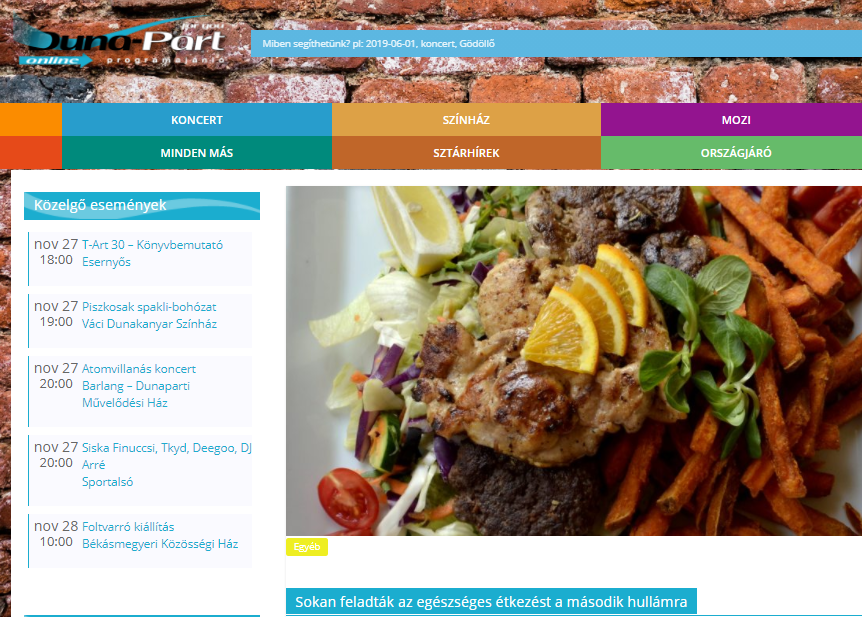 Duna-Part
online programajánló
Miben segíthetünk? pl: 2019-06-01, koncert, Gödöllő
KONCERT
SZÍNHÁZ
MOZI
MINDEN MÁS
SZTÁRHÍREK
ORSZÁGJÁRÓ
Közelgő események
nov 27 T-Art 30 – Könyvbemutató
18:00 Esernyős
nov 27 Piszkosak spakli-bohózat
19:00 Váci Dunakanyar Színház
nov 27 Atomvillanás koncert
20:00 Barlang – Dunaparti
Művelődési Ház
nov 27 Siska Finuccsi, Tkyd, Deegoo, DJ
20:00 Arré
Sportalsó
nov 28 Foltvarró kiállítás
10:00 Békásmegyeri Közösségi Ház
Egyéb
Sokan feladták az egészséges étkezést a második hullámra